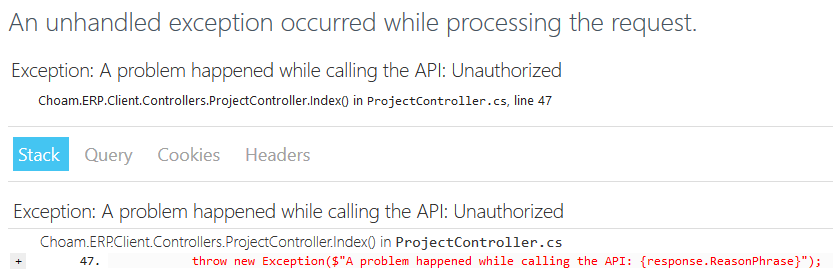 An unhandled exception occurred while processing the request.
Exception: A problem happened while calling the API: Unauthorized
Choam.ERP.Client.Controllers.ProjectController.Index() in ProjectController.cs, line 47
Stack Query Cookies Headers
Exception: A problem happened while calling the API: Unauthorized
Choam.ERP.Client.Controllers.ProjectController.Index() in ProjectController.cs
+ 47. throw new Exception($"A problem happened while calling the API: {response.ReasonPhrase}");